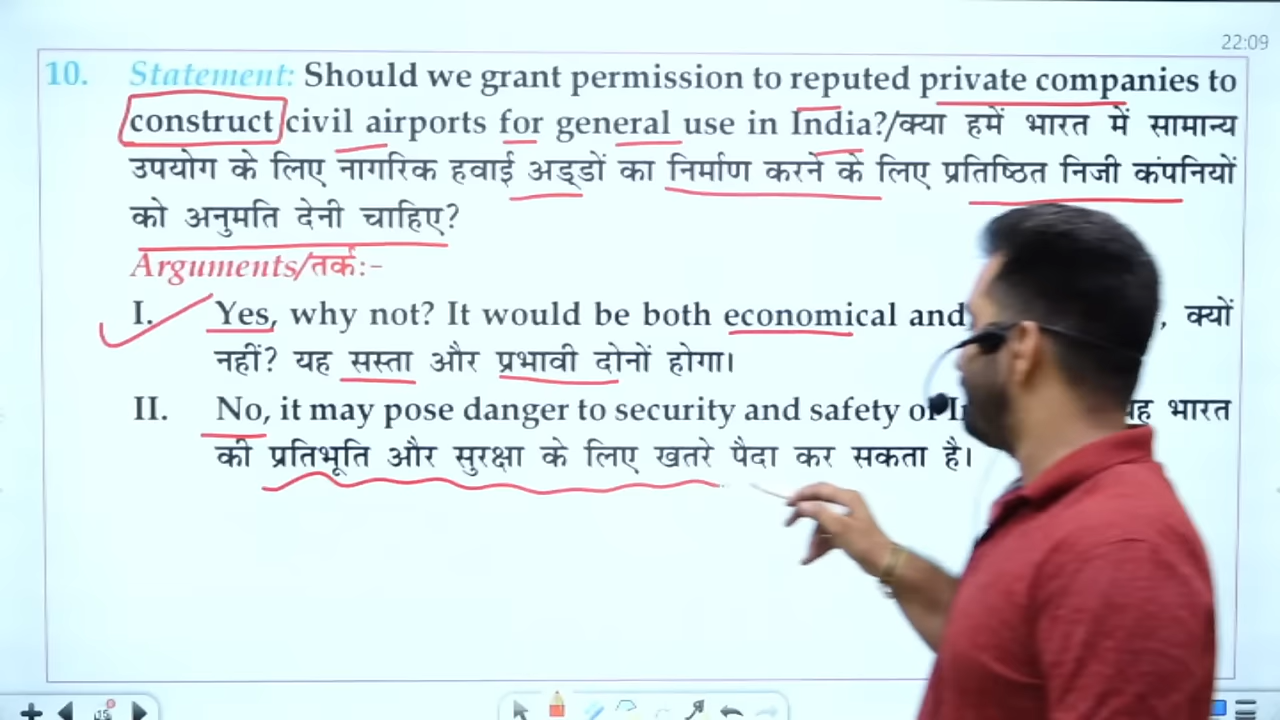 22:09
10. Statement: Should we grant permission to reputed private companies to
construct civil airports for general use in India?/क्या हमें भारत में सामान्य
उपयोग के लिए नागरिक हवाई अड्डों का निर्माण करने के लिए प्रतिष्ठित निजी कंपनियों
को अनुमति देनी चाहिए?
Arguments/तर्क:-
I. Yes, why not? It would be both economical and , क्यों
नहीं? यह सस्ता और प्रभावी दोनों होगा।
II. No, it may pose danger to security and safety of भारत
की प्रतिभूति और सुरक्षा के लिए खतरे पैदा कर सकता है।